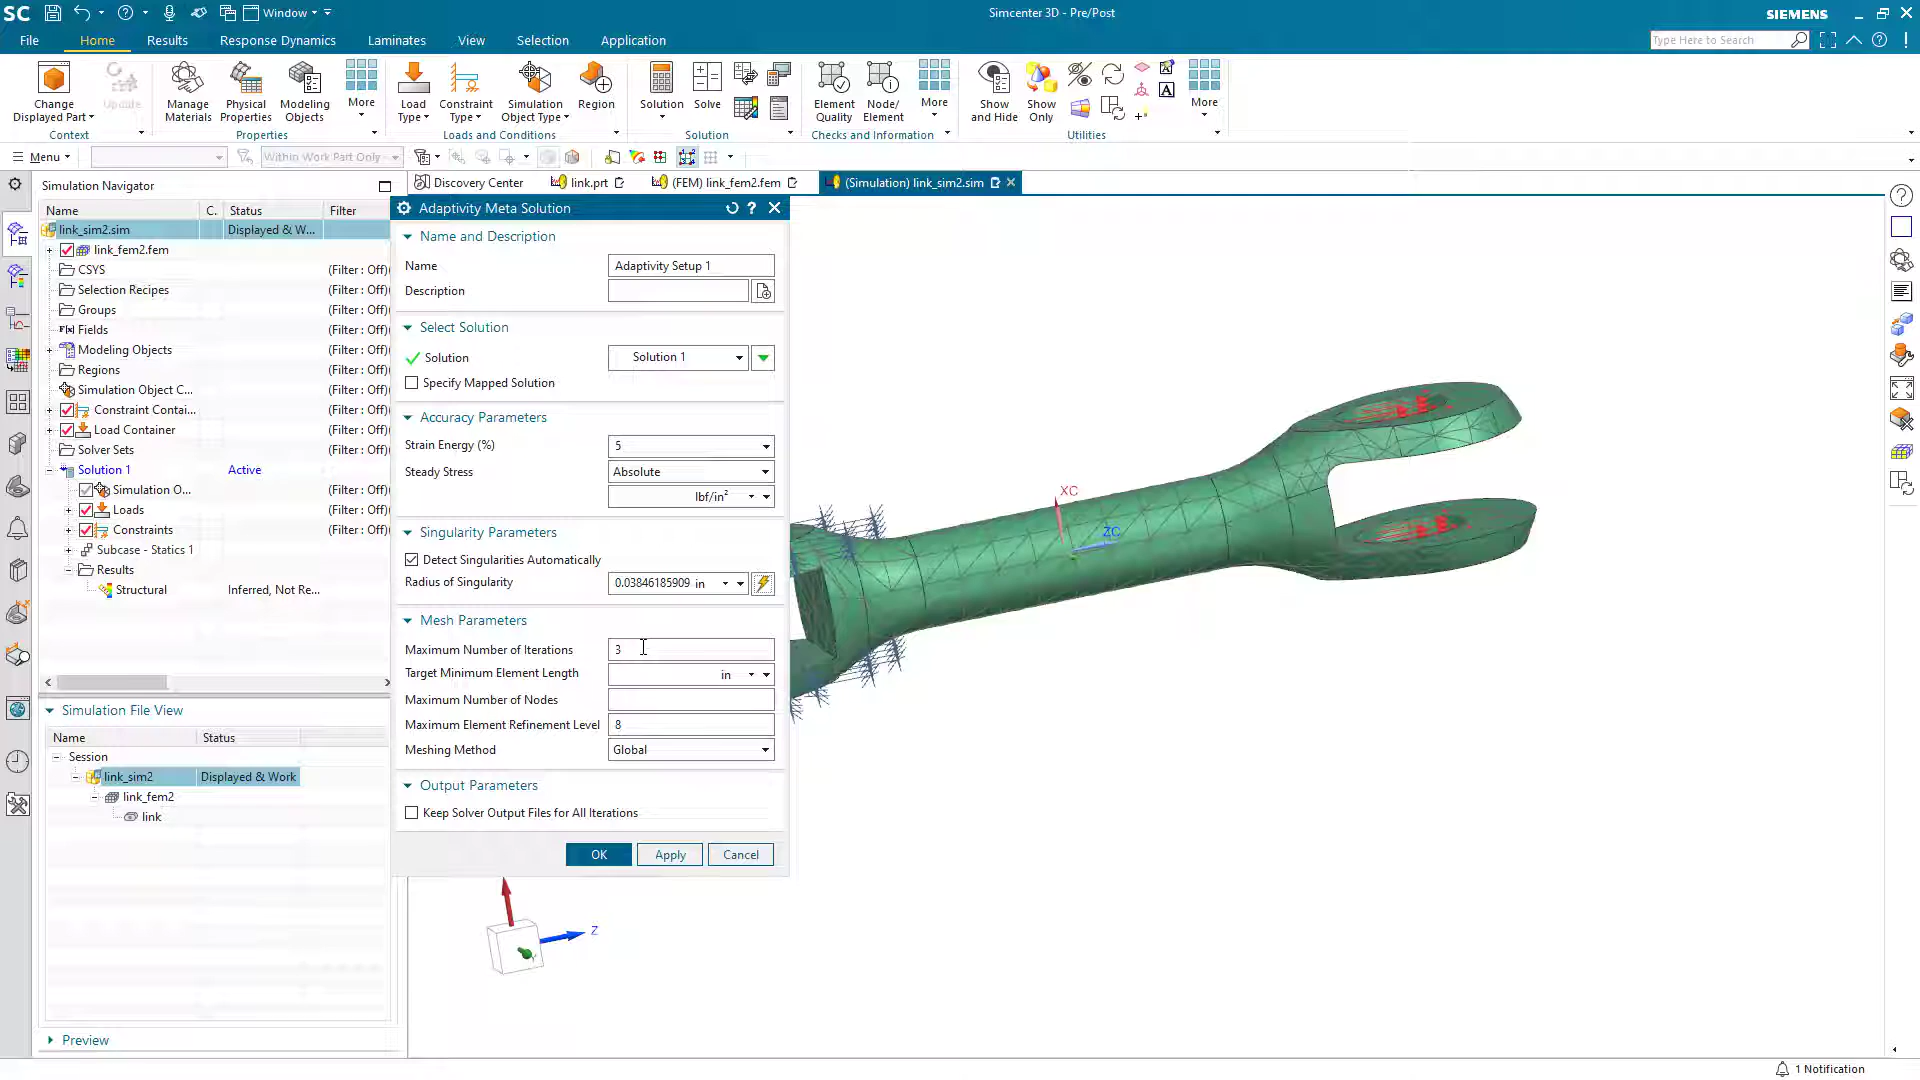 SC Window Simcenter 3D - Pre/Post SIEMENS
File Home Results Response Dynamics Laminates View Selection Application Type Here to Search
Change Displayed Part Update Manage Materials Physical Properties Modeling Objects More Load Type Constraint Type Simulation Object Type Region Solution Solve Element Quality Node/ Element More Show and Hide Show Only More
Context Properties Loads and Conditions Solution Checks and Information Utilities
Menu Within Work Part Only
Simulation Navigator Discovery Center link.prt (FEM) link_fem2.fem (Simulation) link_sim2.sim
Name C. Status Filter
link_sim2.sim Displayed & W...
link_fem2.fem
CSYS (Filter : Off)
Selection Recipes (Filter : Off)
Groups (Filter : Off)
Fields (Filter : Off)
Modeling Objects (Filter : Off)
Regions (Filter : Off)
Simulation Object C... (Filter : Off)
Constraint Contai... (Filter : Off)
Load Container (Filter : Off)
Solver Sets (Filter : Off)
Solution 1 Active
Simulation O... (Filter : Off)
Loads (Filter : Off)
Constraints (Filter : Off)
Subcase - Statics 1
Results
Structural Inferred, Not Re...
Simulation File View
Name Status
Session
link_sim2 Displayed & Work
link_fem2
link
Preview
Adaptivity Meta Solution
Name and Description
Name Adaptivity Setup 1
Description
Select Solution
Solution Solution 1
Specify Mapped Solution
Accuracy Parameters
Strain Energy (%) 5
Steady Stress Absolute
lbf/in²
Singularity Parameters
Detect Singularities Automatically
Radius of Singularity 0.03846185909 in
Mesh Parameters
Maximum Number of Iterations 3
Target Minimum Element Length in
Maximum Number of Nodes
Maximum Element Refinement Level 8
Meshing Method Global
Output Parameters
Keep Solver Output Files for All Iterations
OK Apply Cancel
XC
ZC
Z
1 Notification